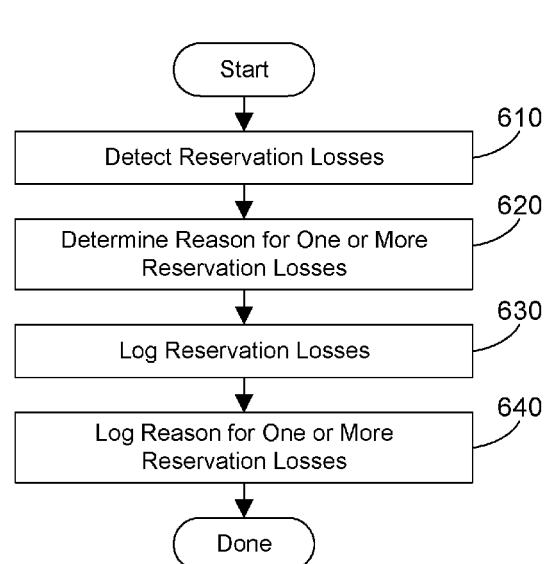 Start
610
Detect Reservation Losses
620
Determine Reason for One or More
Reservation Losses
630
Log Reservation Losses
640
Log Reason for One or More
Reservation Losses
Done